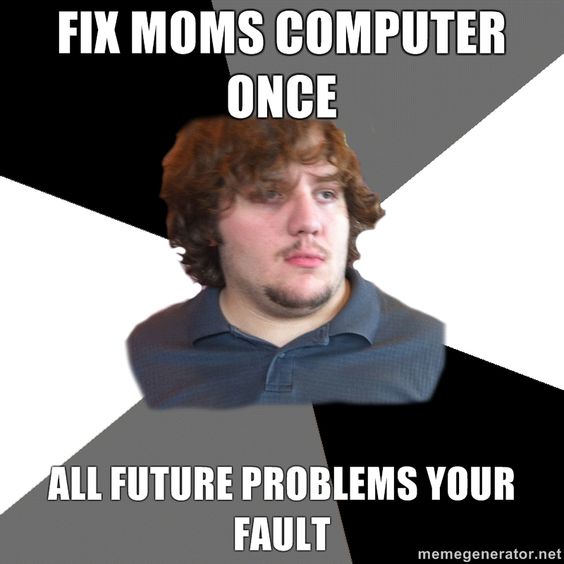 FIX MOMS COMPUTER
ONCE
ALL FUTURE PROBLEMS YOUR
FAULT
memegenerator.net